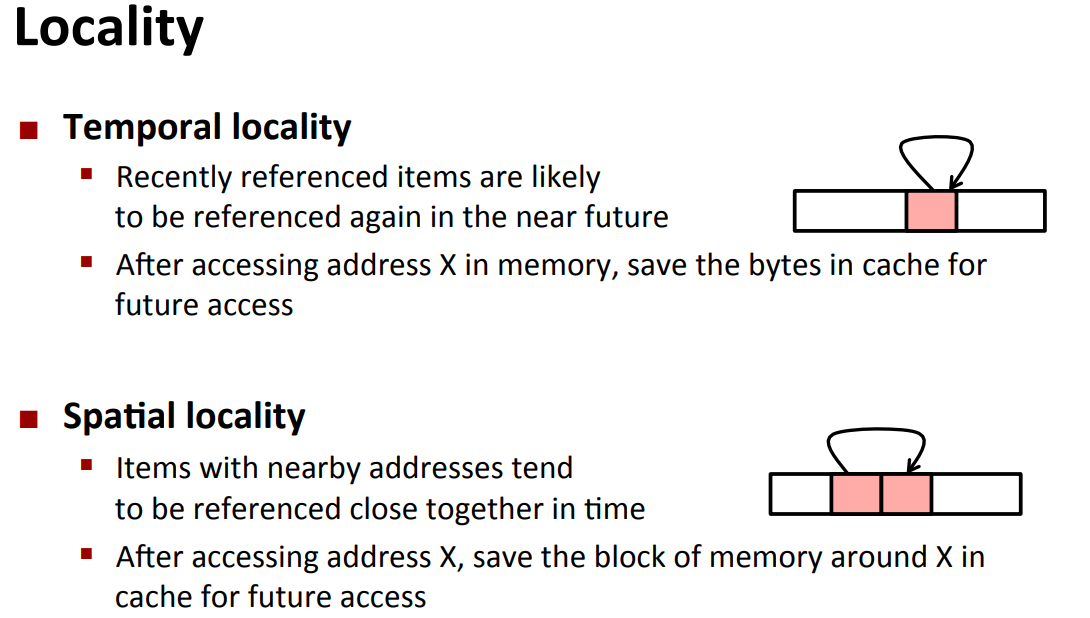 Locality
Temporal locality
Recently referenced items are likely
to be referenced again in the near future
After accessing address X in memory, save the bytes in cache for
future access
Spatial locality
Items with nearby addresses tend
to be referenced close together in time
After accessing address X, save the block of memory around X in
cache for future access